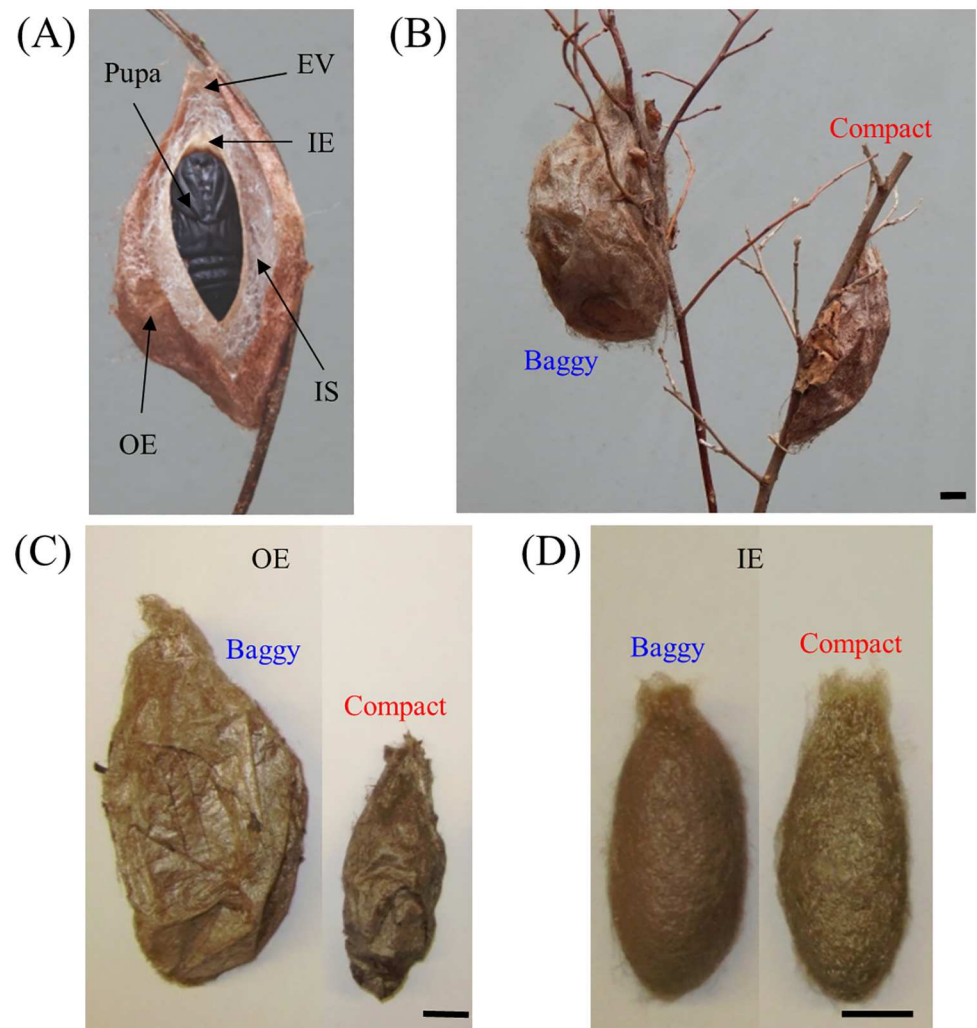 (A)
EV
Pupa
IE
IS
OE
(B)
Compact
Baggy
(C)
OE
Baggy
Compact
(D)
IE
Baggy
Compact